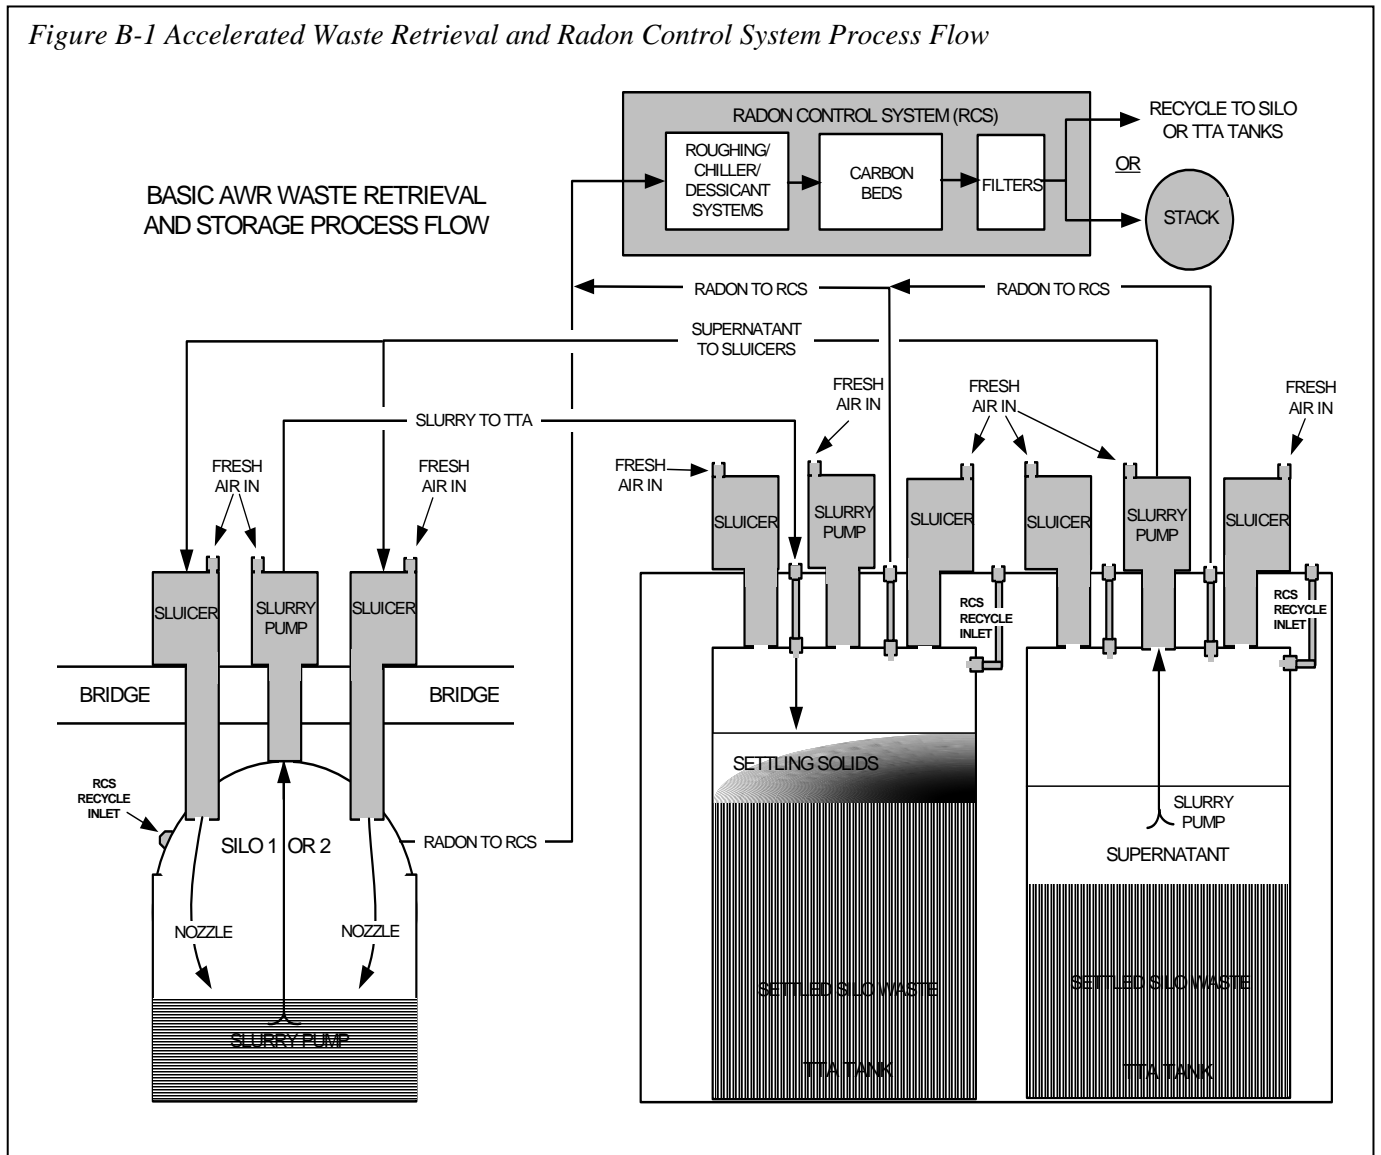 Figure B-1 Accelerated Waste Retrieval and Radon Control System Process Flow
BASIC AWR WASTE RETRIEVAL
AND STORAGE PROCESS FLOW
RADON CONTROL SYSTEM (RCS)
ROUGHING/
CHILLER/
DESSICANT
SYSTEMS
CARBON
BEDS
FILTERS
RECYCLE TO SILO
OR TTA TANKS
OR
STACK
RADON TO RCS
RADON TO RCS
SUPERNATANT
TO SLUICERS
SLURRY TO TTA
FRESH
AIR IN
FRESH
AIR IN
FRESH
AIR IN
FRESH
AIR IN
FRESH
AIR IN
FRESH
AIR IN
SLUICER
SLURRY
PUMP
SLUICER
SLUICER
SLURRY
PUMP
SLUICER
SLUICER
SLURRY
PUMP
SLUICER
RCS
RECYCLE
INLET
RCS
RECYCLE
INLET
BRIDGE
BRIDGE
RCS
RECYCLE
INLET
SILO 1 OR 2
RADON TO RCS
NOZZLE
NOZZLE
SLURRY PUMP
SETTLING SOLIDS
SETTLED SILO WASTE
TTA TANK
SLURRY
PUMP
SUPERNATANT
SETTLED SILO WASTE
TTA TANK